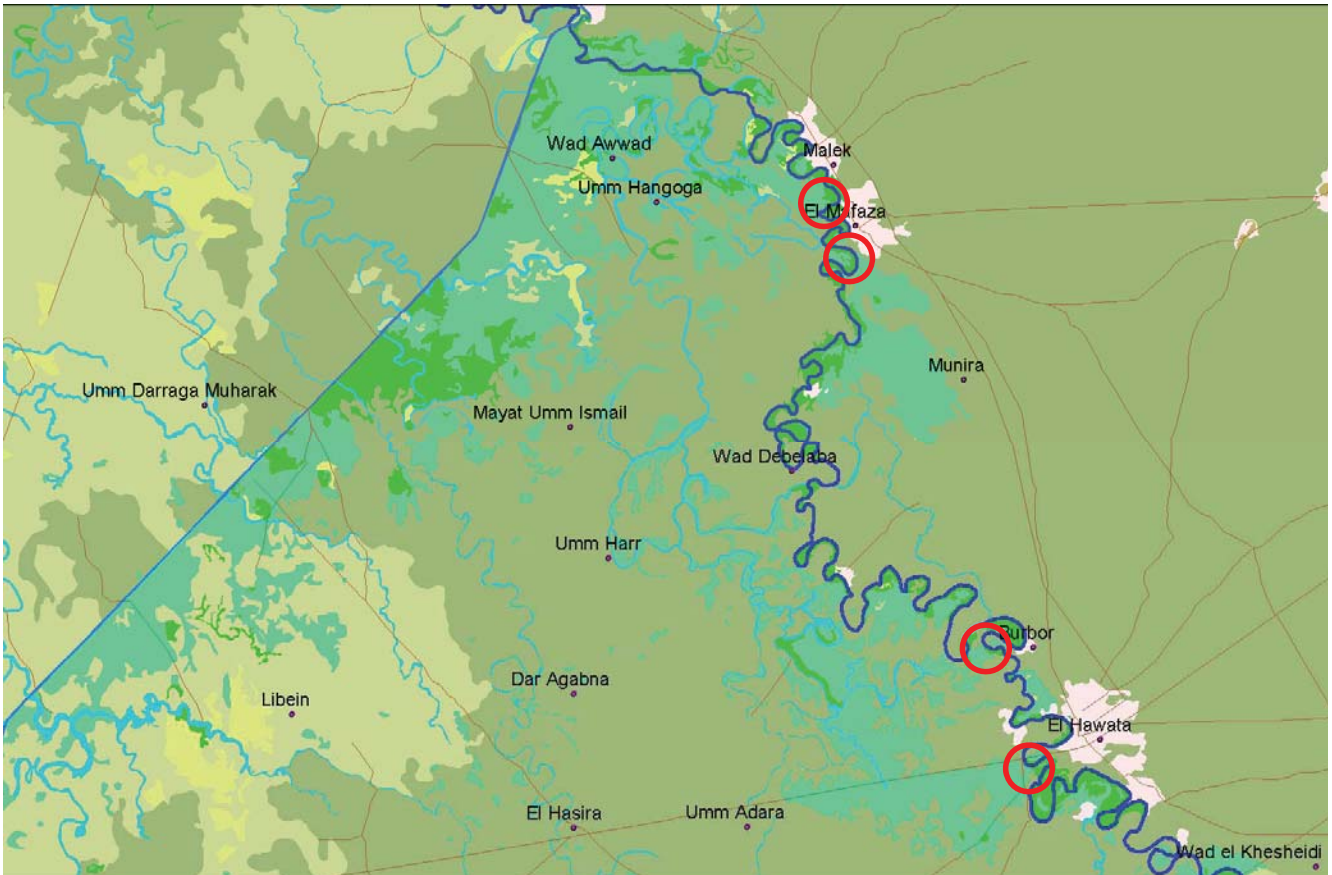 Malek
Wad Awwad
Umm Hangoga
El Mafaza
Munira
Umm Darraga Muharak
Mayat Umm Ismail
Wad Debelaba
Umm Harr
Burbor
Dar Agabna
Libein
El Hawata
El Hasira
Umm Adara
Wad el Khesheidi